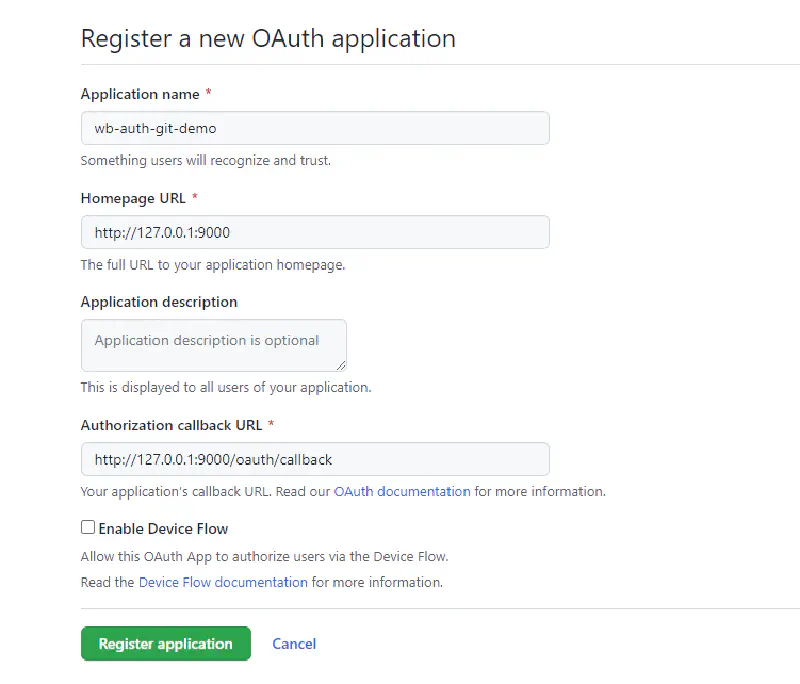 Register a new OAuth application
Application name *
wb-auth-git-demo
Something users will recognize and trust.
Homepage URL *
http://127.0.0.1:9000
The full URL to your application homepage.
Application description
Application description is optional
This is displayed to all users of your application.
Authorization callback URL *
http://127.0.0.1:9000/oauth/callback
Your application's callback URL. Read our OAuth documentation for more information.
Enable Device Flow
Allow this OAuth App to authorize users via the Device Flow.
Read the Device Flow documentation for more information.
Register application Cancel